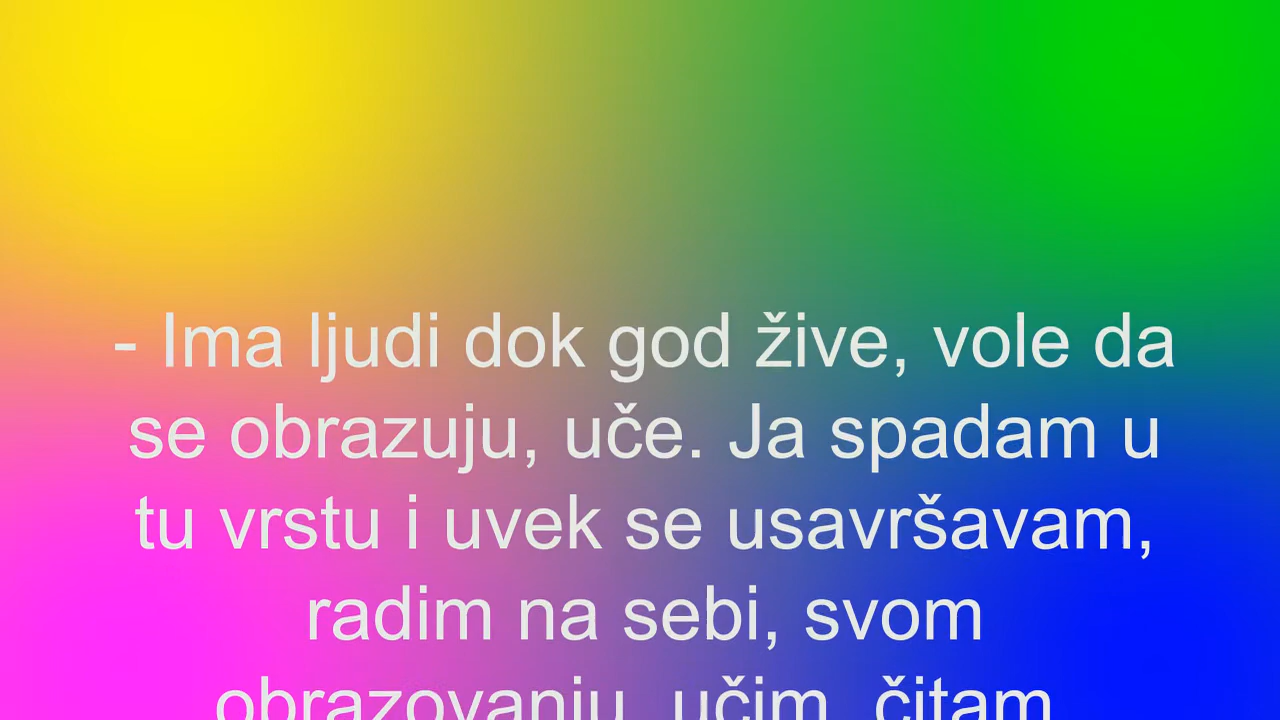 - Ima ljudi dok god žive, vole da
se obrazuju, uče. Ja spadam u
tu vrstu i uvek se usavršavam,
radim na sebi, svom
obrazovanju, učim, čitam